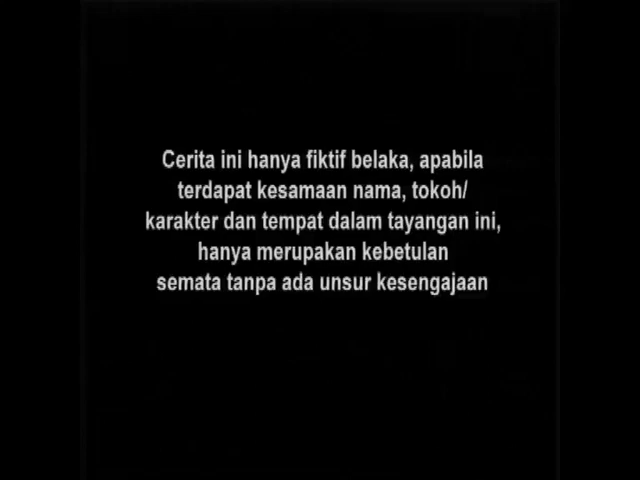 Cerita ini hanya fiktif belaka, apabila
terdapat kesamaan nama, tokoh/
karakter dan tempat dalam tayangan ini,
hanya merupakan kebetulan
semata tanpa ada unsur kesengajaan